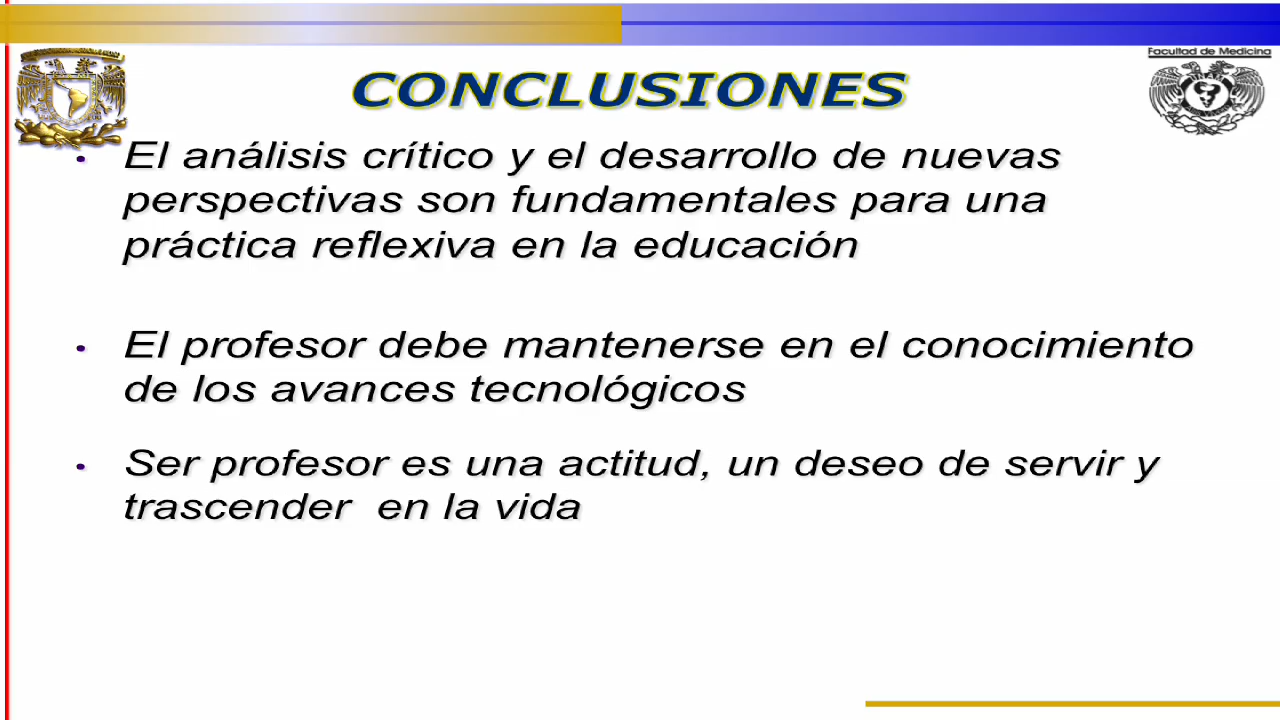 Facultad de Medicina
CONCLUSIONES
• El análisis crítico y el desarrollo de nuevas
perspectivas son fundamentales para una
práctica reflexiva en la educación
• El profesor debe mantenerse en el conocimiento
de los avances tecnológicos
• Ser profesor es una actitud, un deseo de servir y
trascender en la vida